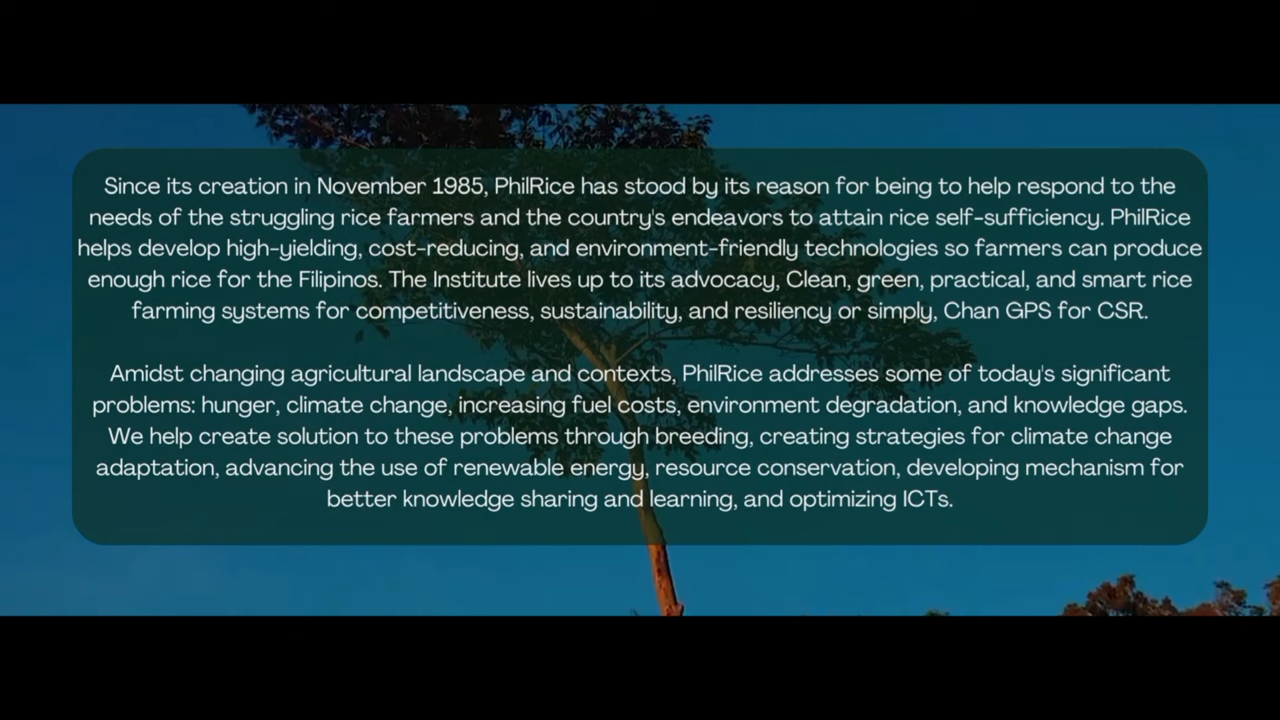 Since its creation in November 1985, PhilRice has stood by its reason for being to help respond to the
needs of the struggling rice farmers and the country's endeavors to attain rice self-sufficiency. PhilRice
helps develop high-yielding, cost-reducing, and environment-friendly technologies so farmers can produce
enough rice for the Filipinos. The Institute lives up to its advocacy, Clean, green, practical, and smart rice
farming systems for competitiveness, sustainability, and resiliency or simply, Chan GPS for CSR.
Amidst changing agricultural landscape and contexts, PhilRice addresses some of today's significant
problems: hunger, climate change, increasing fuel costs, environment degradation, and knowledge gaps.
We help create solution to these problems through breeding, creating strategies for climate change
adaptation, advancing the use of renewable energy, resource conservation, developing mechanism for
better knowledge sharing and learning, and optimizing ICTs.